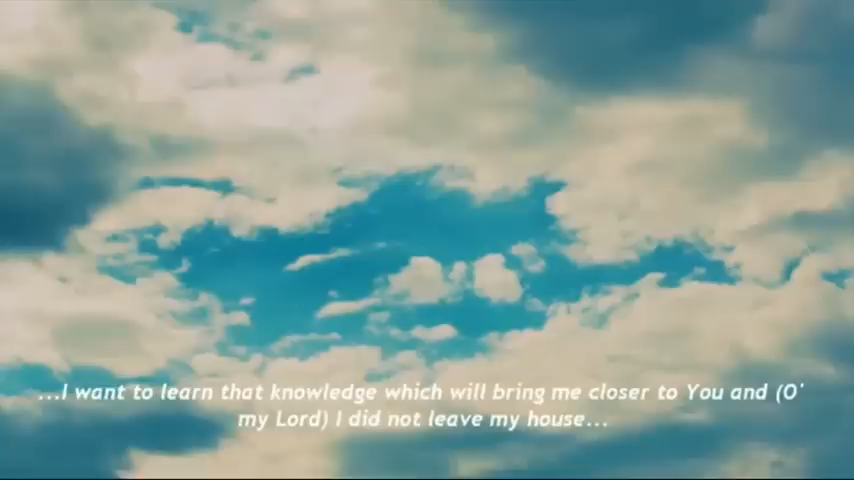 ...I want to learn that knowledge which will bring me closer to You and (O'
my Lord) I did not leave my house...